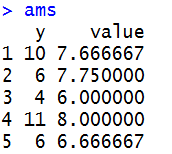 > ams
y value
1 10 7.666667
2 6 7.750000
3 4 6.000000
4 11 8.000000
5 6 6.666667